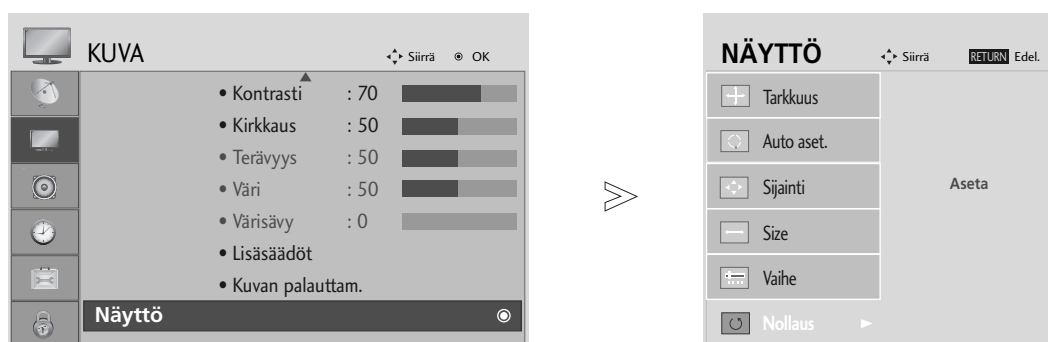 KUVA
Siirrä OK
• Kontrasti : 70
• Kirkkaus : 50
• Terävyys : 50
• Väri : 50
• Värisävy : 0
• Lisäsäädöt
• Kuvan palauttam.
Näyttö
NÄYTTÖ
Siirrä RETURN Edel.
Tarkkuus
Auto aset.
Sijainti
Size
Vaihe
Nollaus
Aseta